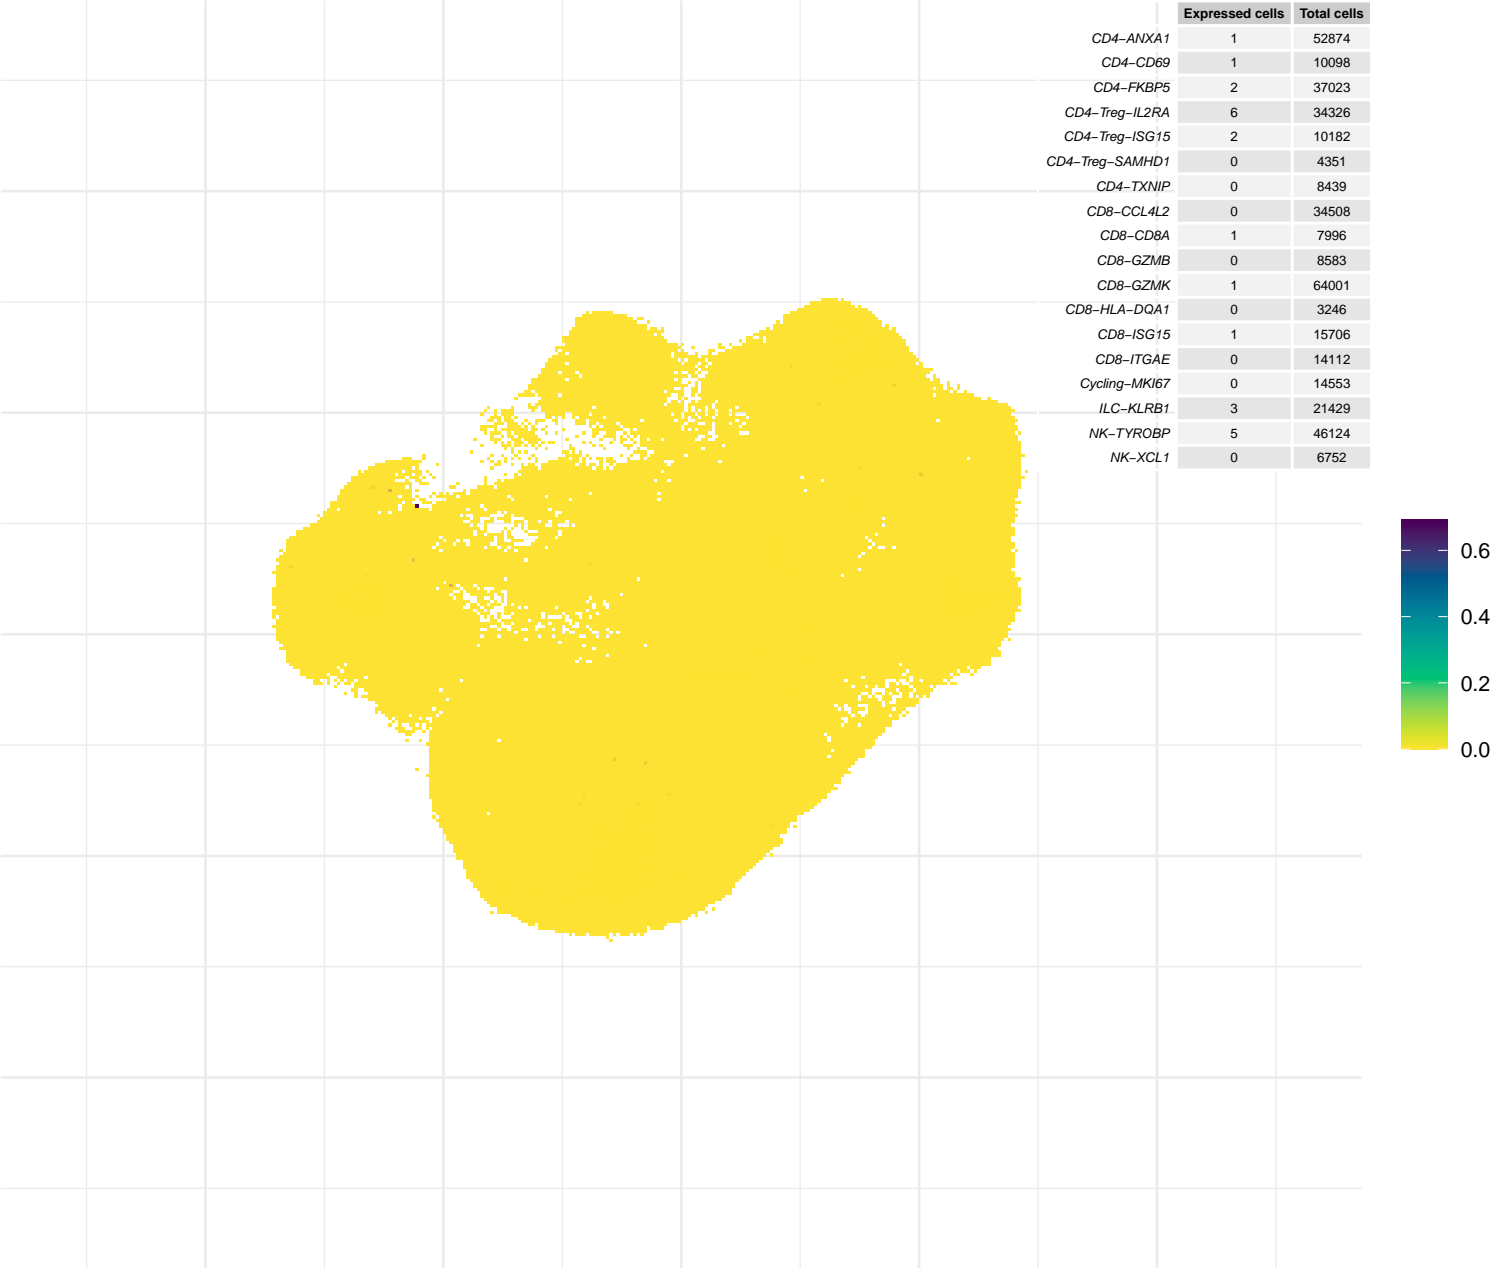 Expressed cells Total cells
CD4−ANXA1 1 52874
CD4−CD69 1 10098
CD4−FKBP5 2 37023
CD4−Treg−IL2RA 6 34326
CD4−Treg−ISG15 2 10182
CD4−Treg−SAMHD1 0 4351
CD4−TXNIP 0 8439
CD8−CCL4L2 0 34508
CD8−CD8A 1 7996
CD8−GZMB 0 8583
CD8−GZMK 1 64001
CD8−HLA−DQA1 0 3246
CD8−ISG15 1 15706
CD8−ITGAE 0 14112
Cycling−MKI67 0 14553
ILC−KLRB1 3 21429
NK−TYROBP 5 46124
NK−XCL1 0 6752
0.6
0.4
0.2
0.0